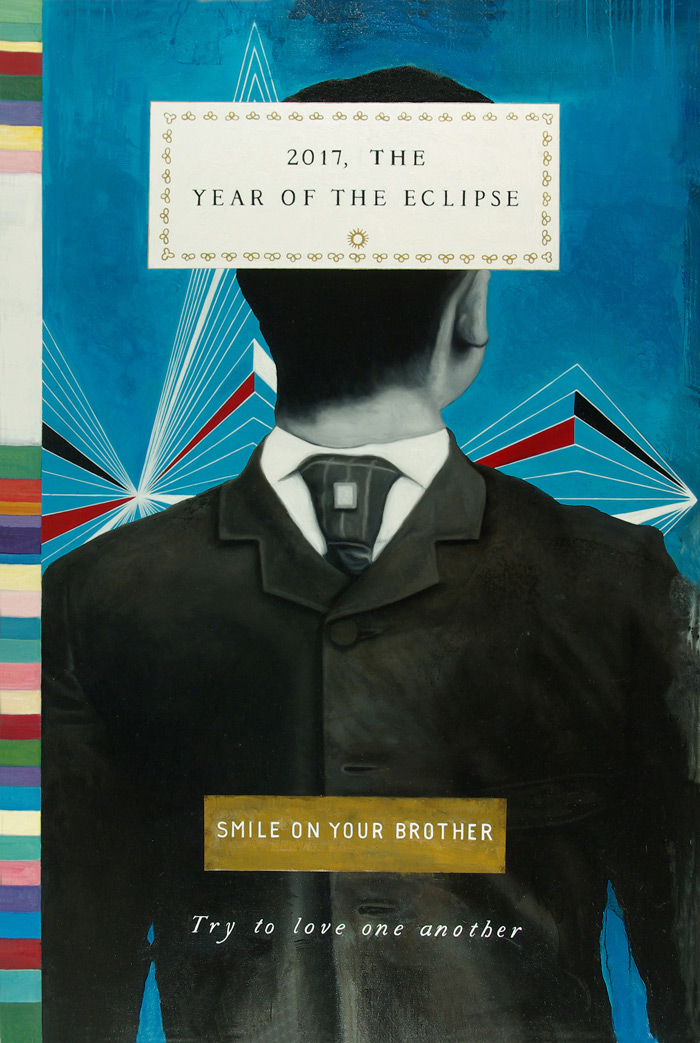 2017, THE
YEAR OF THE ECLIPSE
SMILE ON YOUR BROTHER
Try to love one another